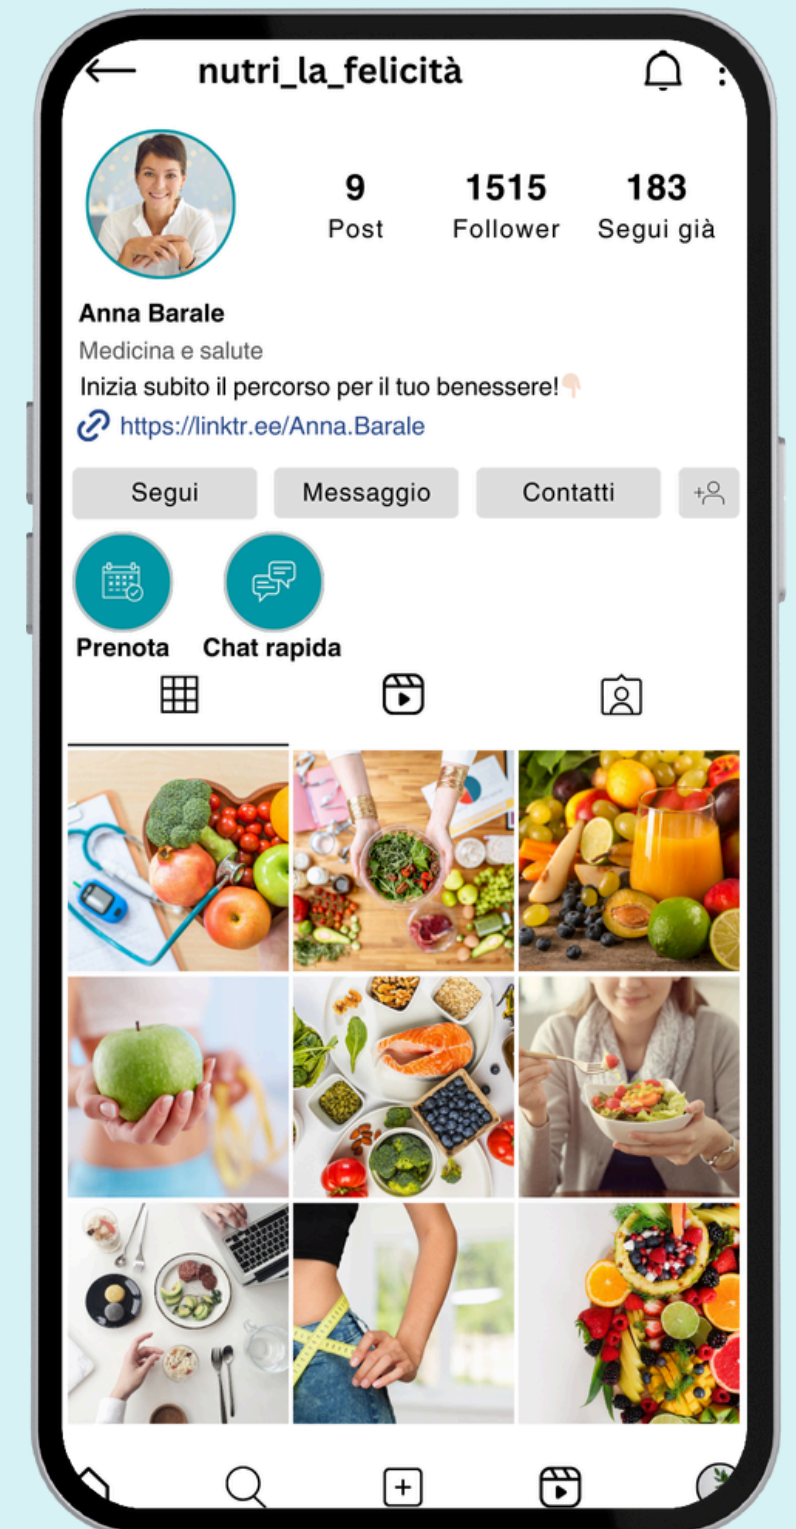 nutri_la_felicità
9 1515 183
Post Follower Segui già
Anna Barale
Medicina e salute
Inizia subito il percorso per il tuo benessere!👇🏻
https://linktr.ee/Anna.Barale
Segui Messaggio Contatti
Prenota Chat rapida